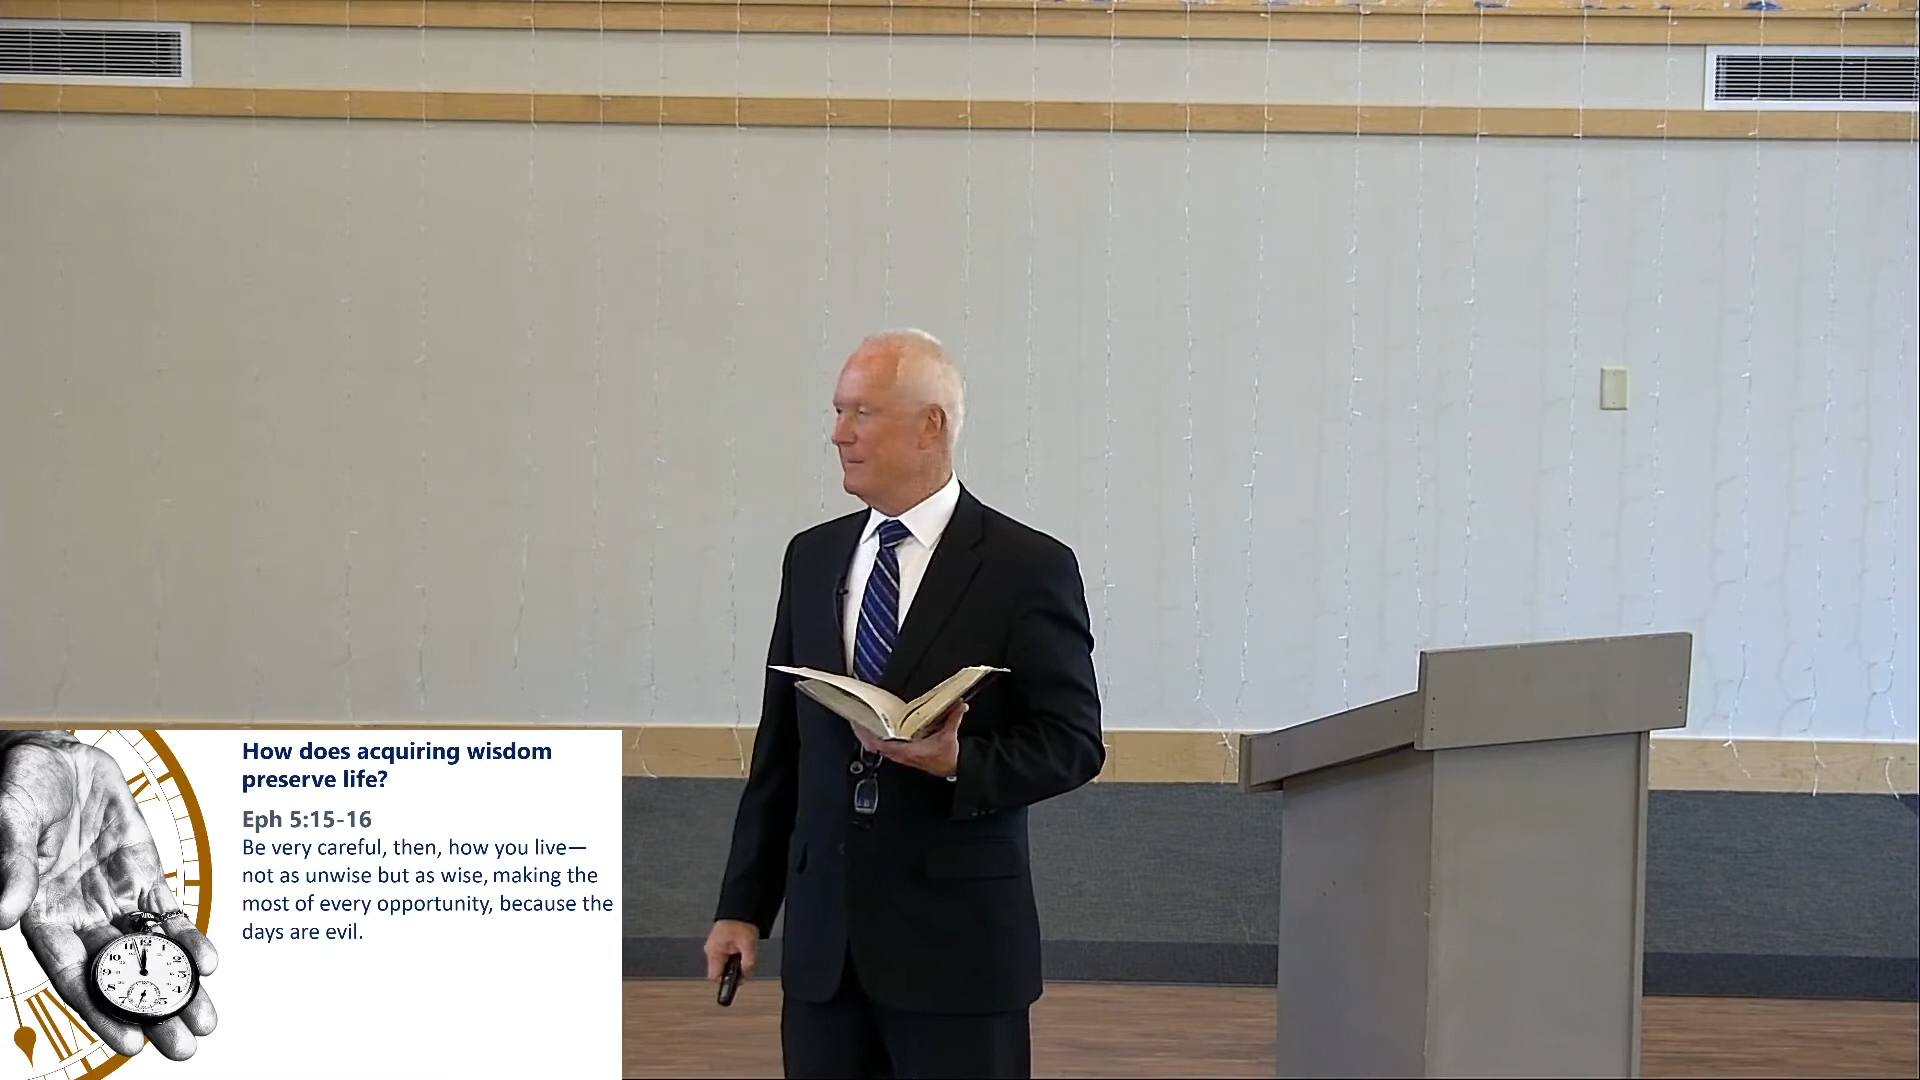 How does acquiring wisdom
preserve life?
Eph 5:15-16
Be very careful, then, how you live—
not as unwise but as wise, making the
most of every opportunity, because the
days are evil.